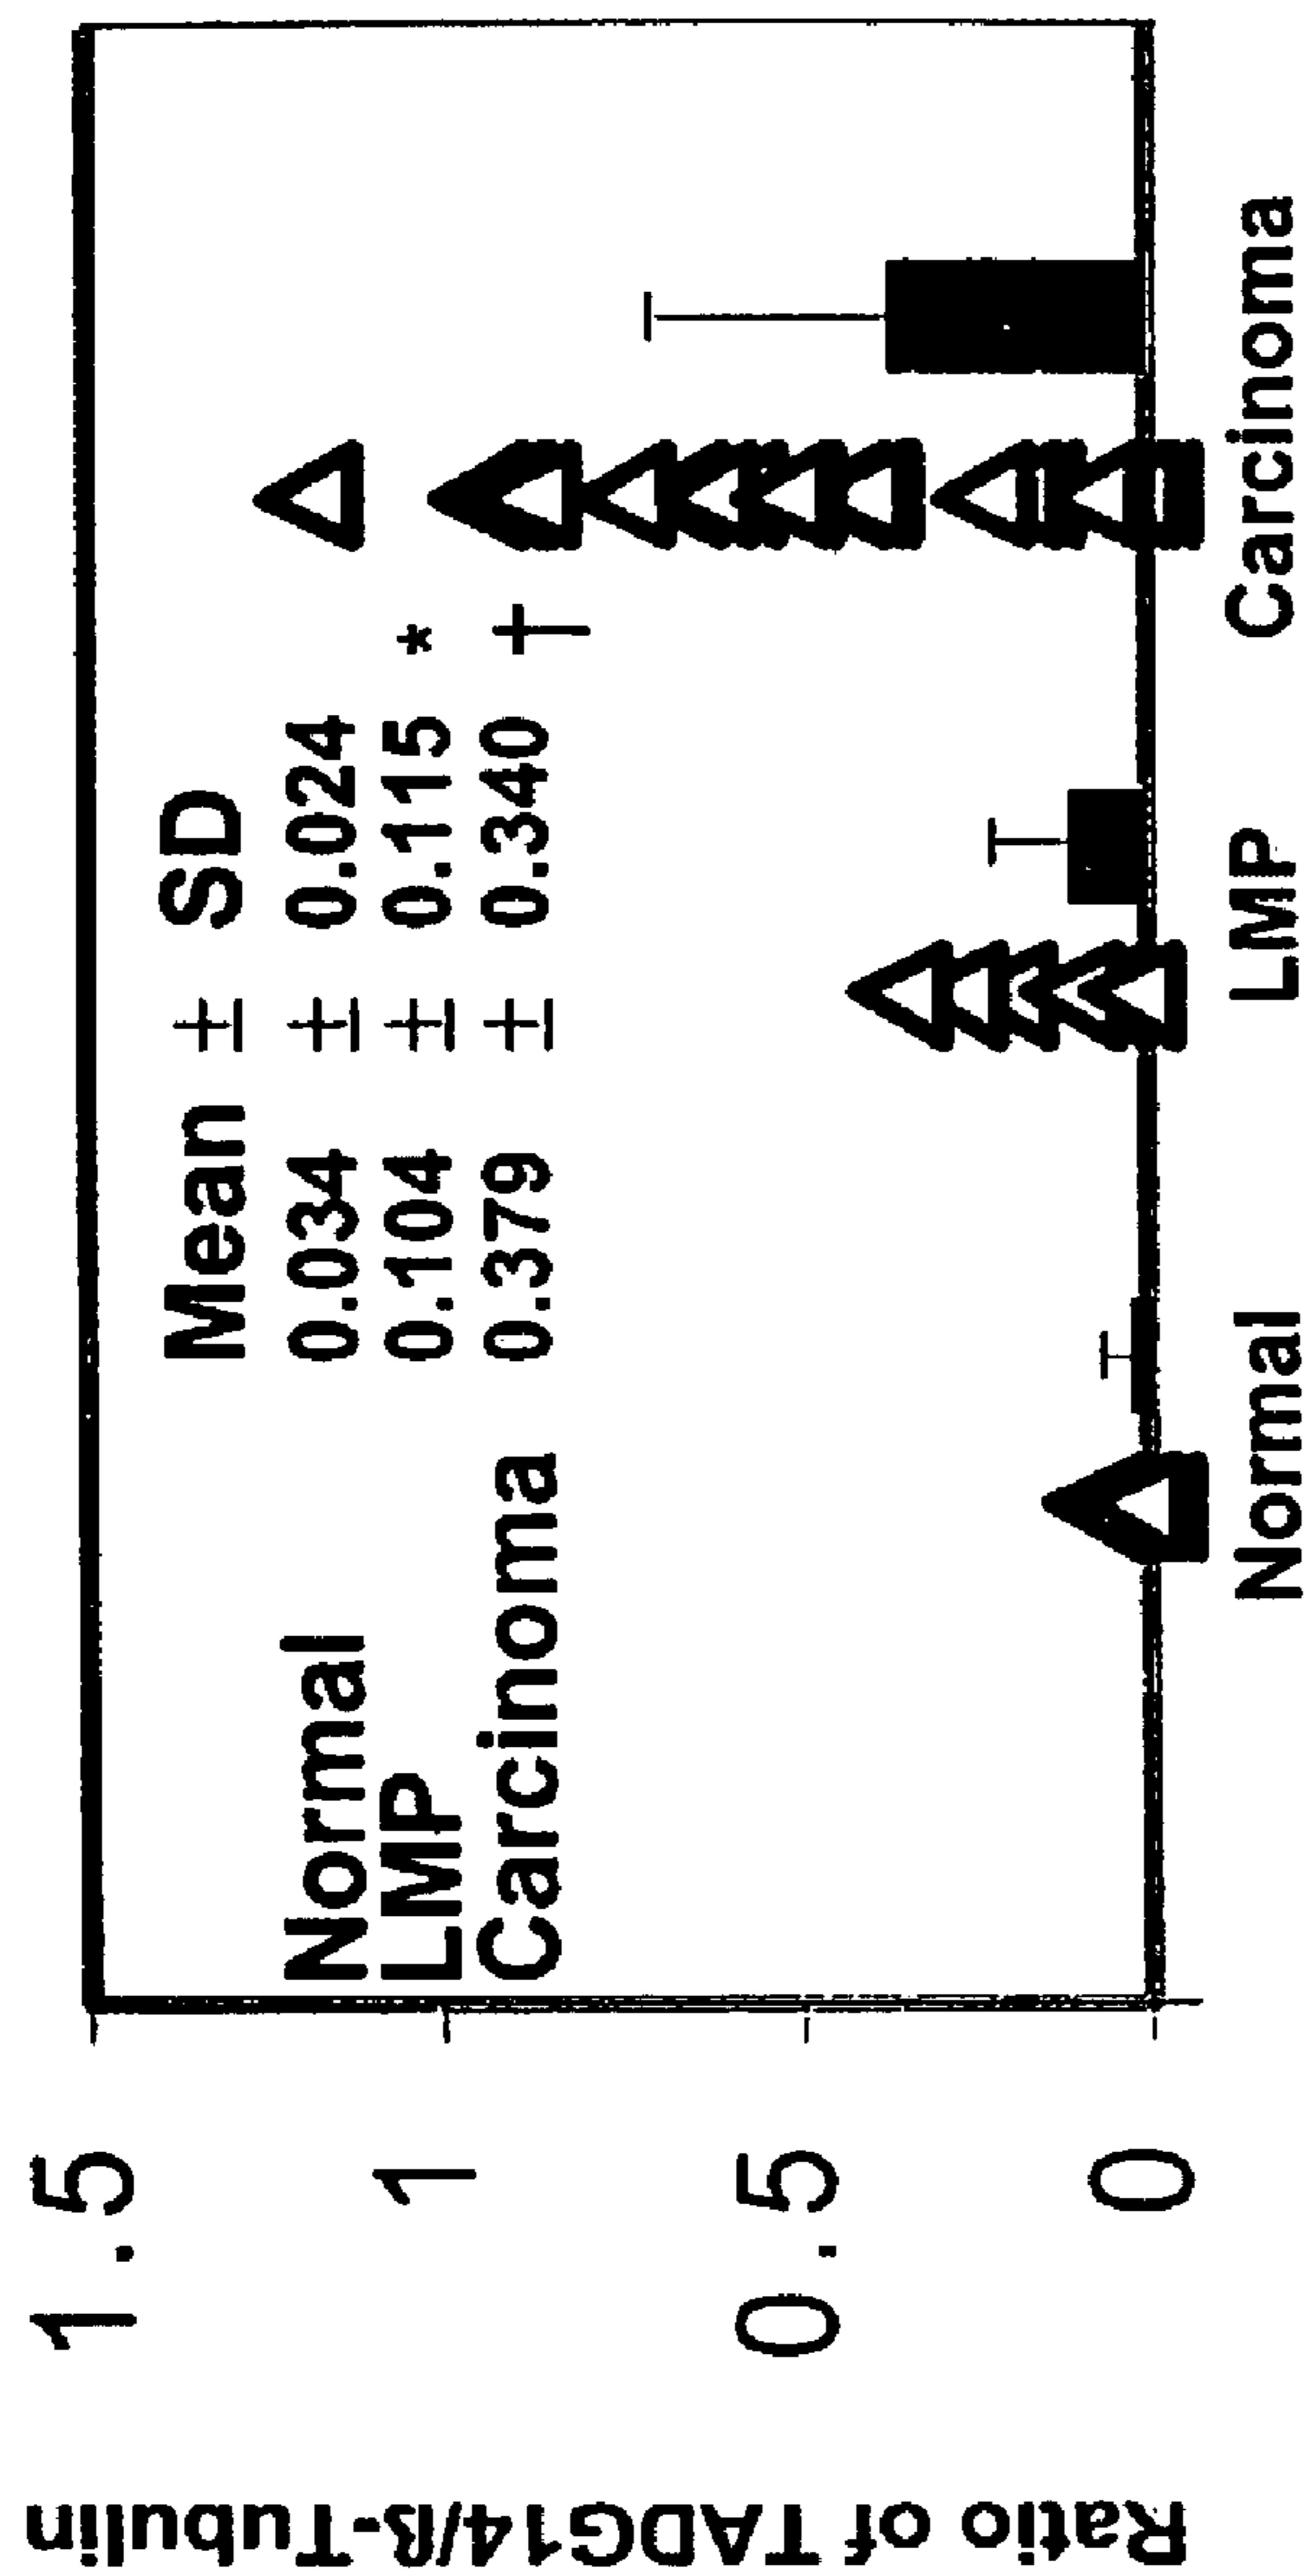 Ratio of TADG14/ß-Tubulin
1.5
1
0.5
0
Mean ± SD
Normal 0.034 ± 0.024
LMP 0.104 ± 0.115 *
Carcinoma 0.379 ± 0.340 †
Normal LMP Carcinoma